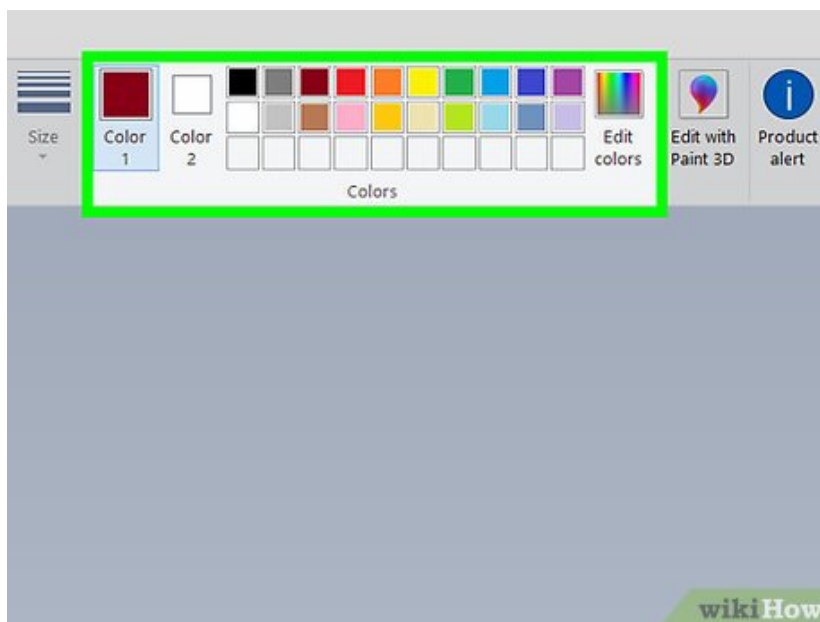 Size
Color 1
Color 2
Edit colors
Colors
Edit with Paint 3D
i
Product alert
wikiHow